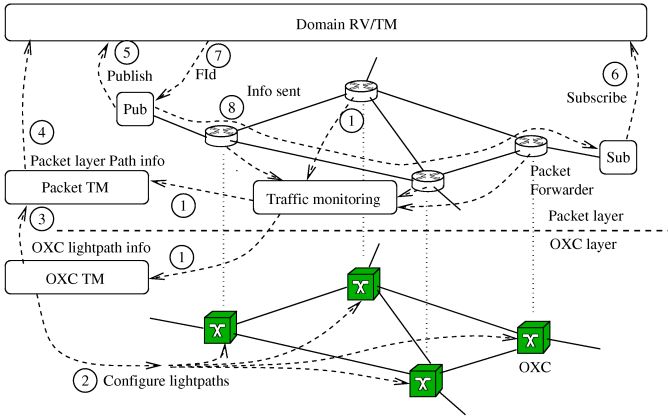 Domain RV/TM
5
Publish
7
FId
6
Subscribe
Info sent
8
1
Pub
4
Packet layer Path info
Sub
Packet TM
Traffic monitoring
Packet
Forwarder
1
3
Packet layer
OXC lightpath info
OXC layer
1
OXC TM
OXC
2
Configure lightpaths